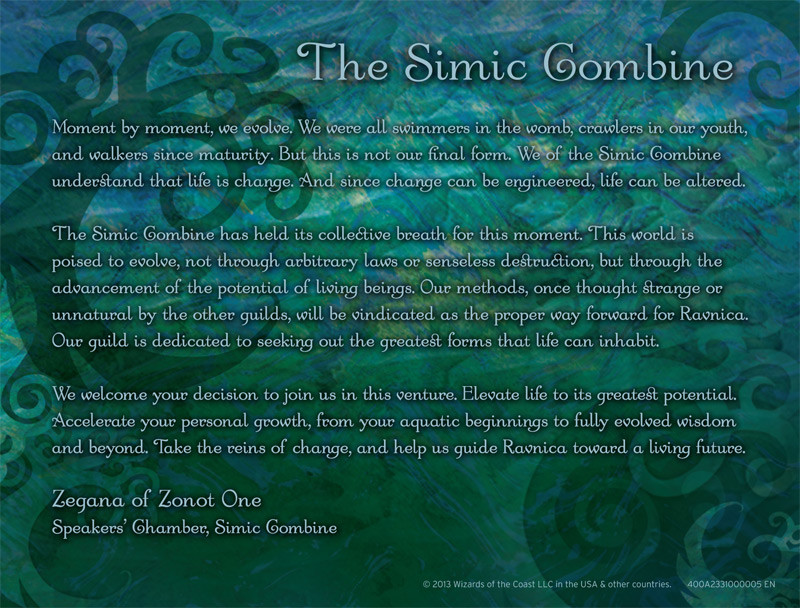 The Simic Combine
Moment by moment, we evolve. We were all swimmers in the womb, crawlers in our youth,
and walkers since maturity. But this is not our final form. We of the Simic Combine
understand that life is change. And since change can be engineered, life can be altered.
The Simic Combine has held its collective breath for this moment. This world is
poised to evolve, not through arbitrary laws or senseless destruction, but through the
advancement of the potential of living beings. Our methods, once thought strange or
unnatural by the other guilds, will be vindicated as the proper way forward for Ravnica.
Our guild is dedicated to seeking out the greatest forms that life can inhabit.
We welcome your decision to join us in this venture. Elevate life to its greatest potential.
Accelerate your personal growth, from your aquatic beginnings to fully evolved wisdom
and beyond. Take the reins of change, and help us guide Ravnica toward a living future.
Zegana of Zonot One
Speakers' Chamber, Simic Combine
© 2013 Wizards of the Coast LLC in the USA & other countries. 400A2331000005 EN